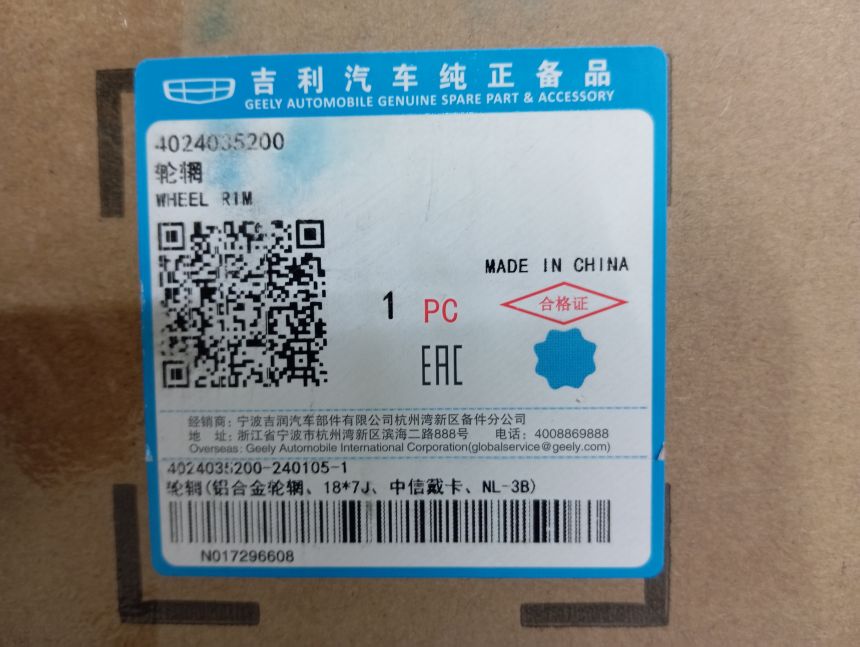 吉利汽车纯正备品
GEELY AUTOMOBILE GENUINE SPARE PART & ACCESSORY
4024035200
轮辋
WHEEL RIM
MADE IN CHINA
1 PC
合格证
EAC
经销商：宁波吉润汽车部件有限公司杭州湾新区备件分公司
地 址：浙江省宁波市杭州湾新区滨海二路888号 电话：4008869888
Overseas: Geely Automobile International Corporation(globalservice@geely.com)
4024035200-240105-1
轮辋(铝合金轮辋、18*7J、中信戴卡、NL-3B)
N017296608